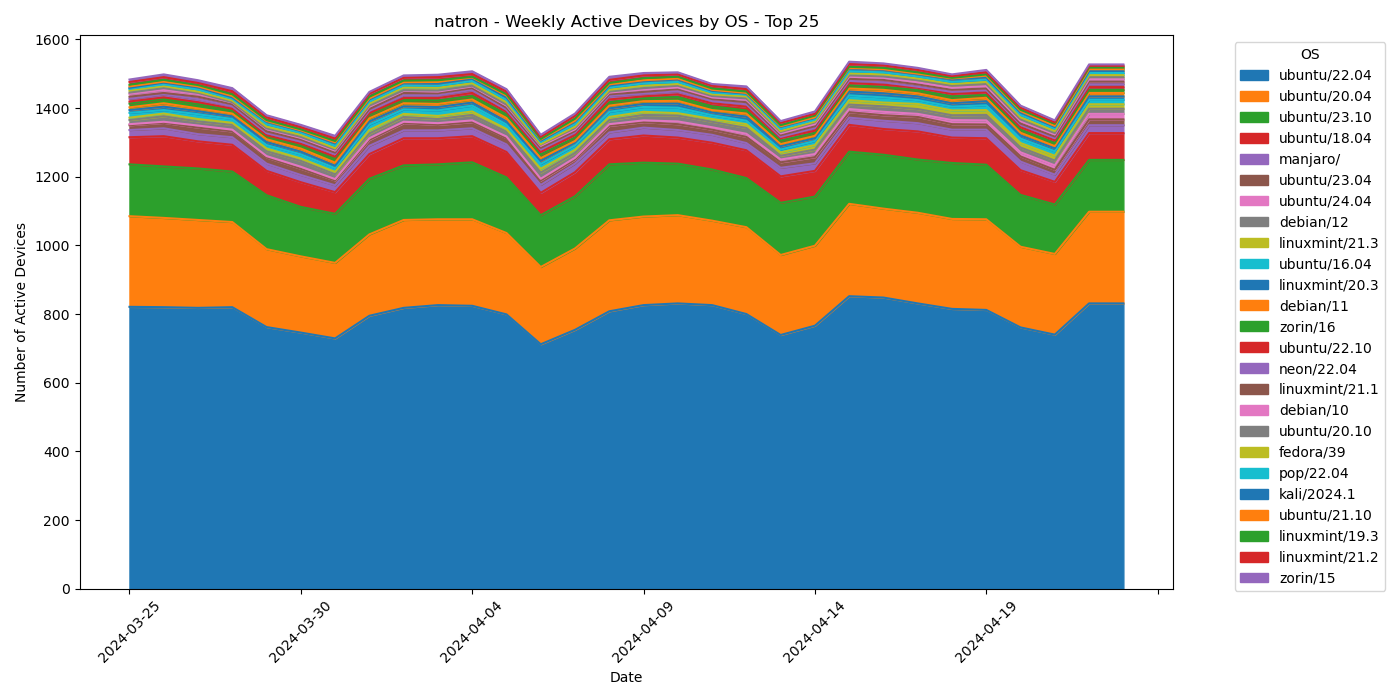 natron - Weekly Active Devices by OS - Top 25
1600
1400
1200
1000
800
600
400
200
0
Number of Active Devices
2024-03-25
2024-03-30
2024-04-04
2024-04-09
2024-04-14
2024-04-19
Date
OS
ubuntu/22.04
ubuntu/20.04
ubuntu/23.10
ubuntu/18.04
manjaro/
ubuntu/23.04
ubuntu/24.04
debian/12
linuxmint/21.3
ubuntu/16.04
linuxmint/20.3
debian/11
zorin/16
ubuntu/22.10
neon/22.04
linuxmint/21.1
debian/10
ubuntu/20.10
fedora/39
pop/22.04
kali/2024.1
ubuntu/21.10
linuxmint/19.3
linuxmint/21.2
zorin/15